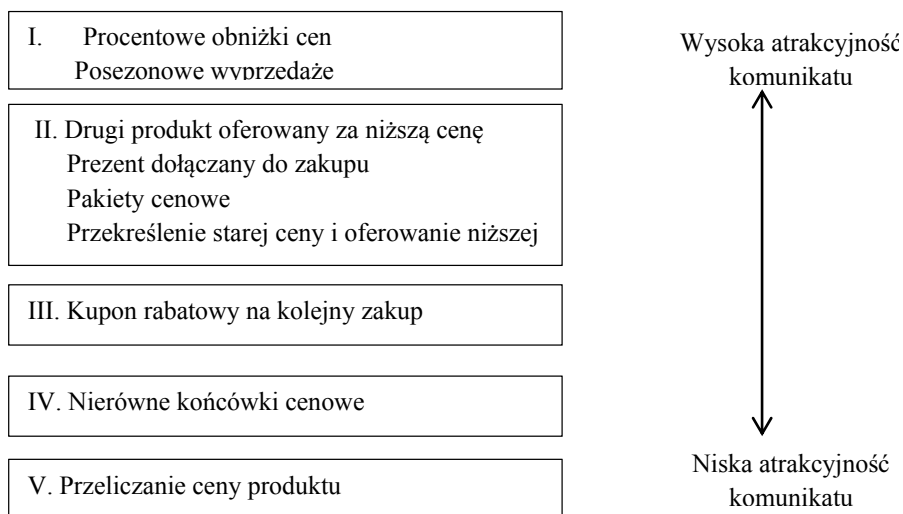 I. Procentowe obniżki cen
Posezonowe wyprzedaże
II. Drugi produkt oferowany za niższą cenę
Prezent dołączany do zakupu
Pakiety cenowe
Przekreślenie starej ceny i oferowanie niższej
III. Kupon rabatowy na kolejny zakup
IV. Nierówne końcówki cenowe
V. Przeliczanie ceny produktu
Wysoka atrakcyjność
komunikatu
Niska atrakcyjność
komunikatu